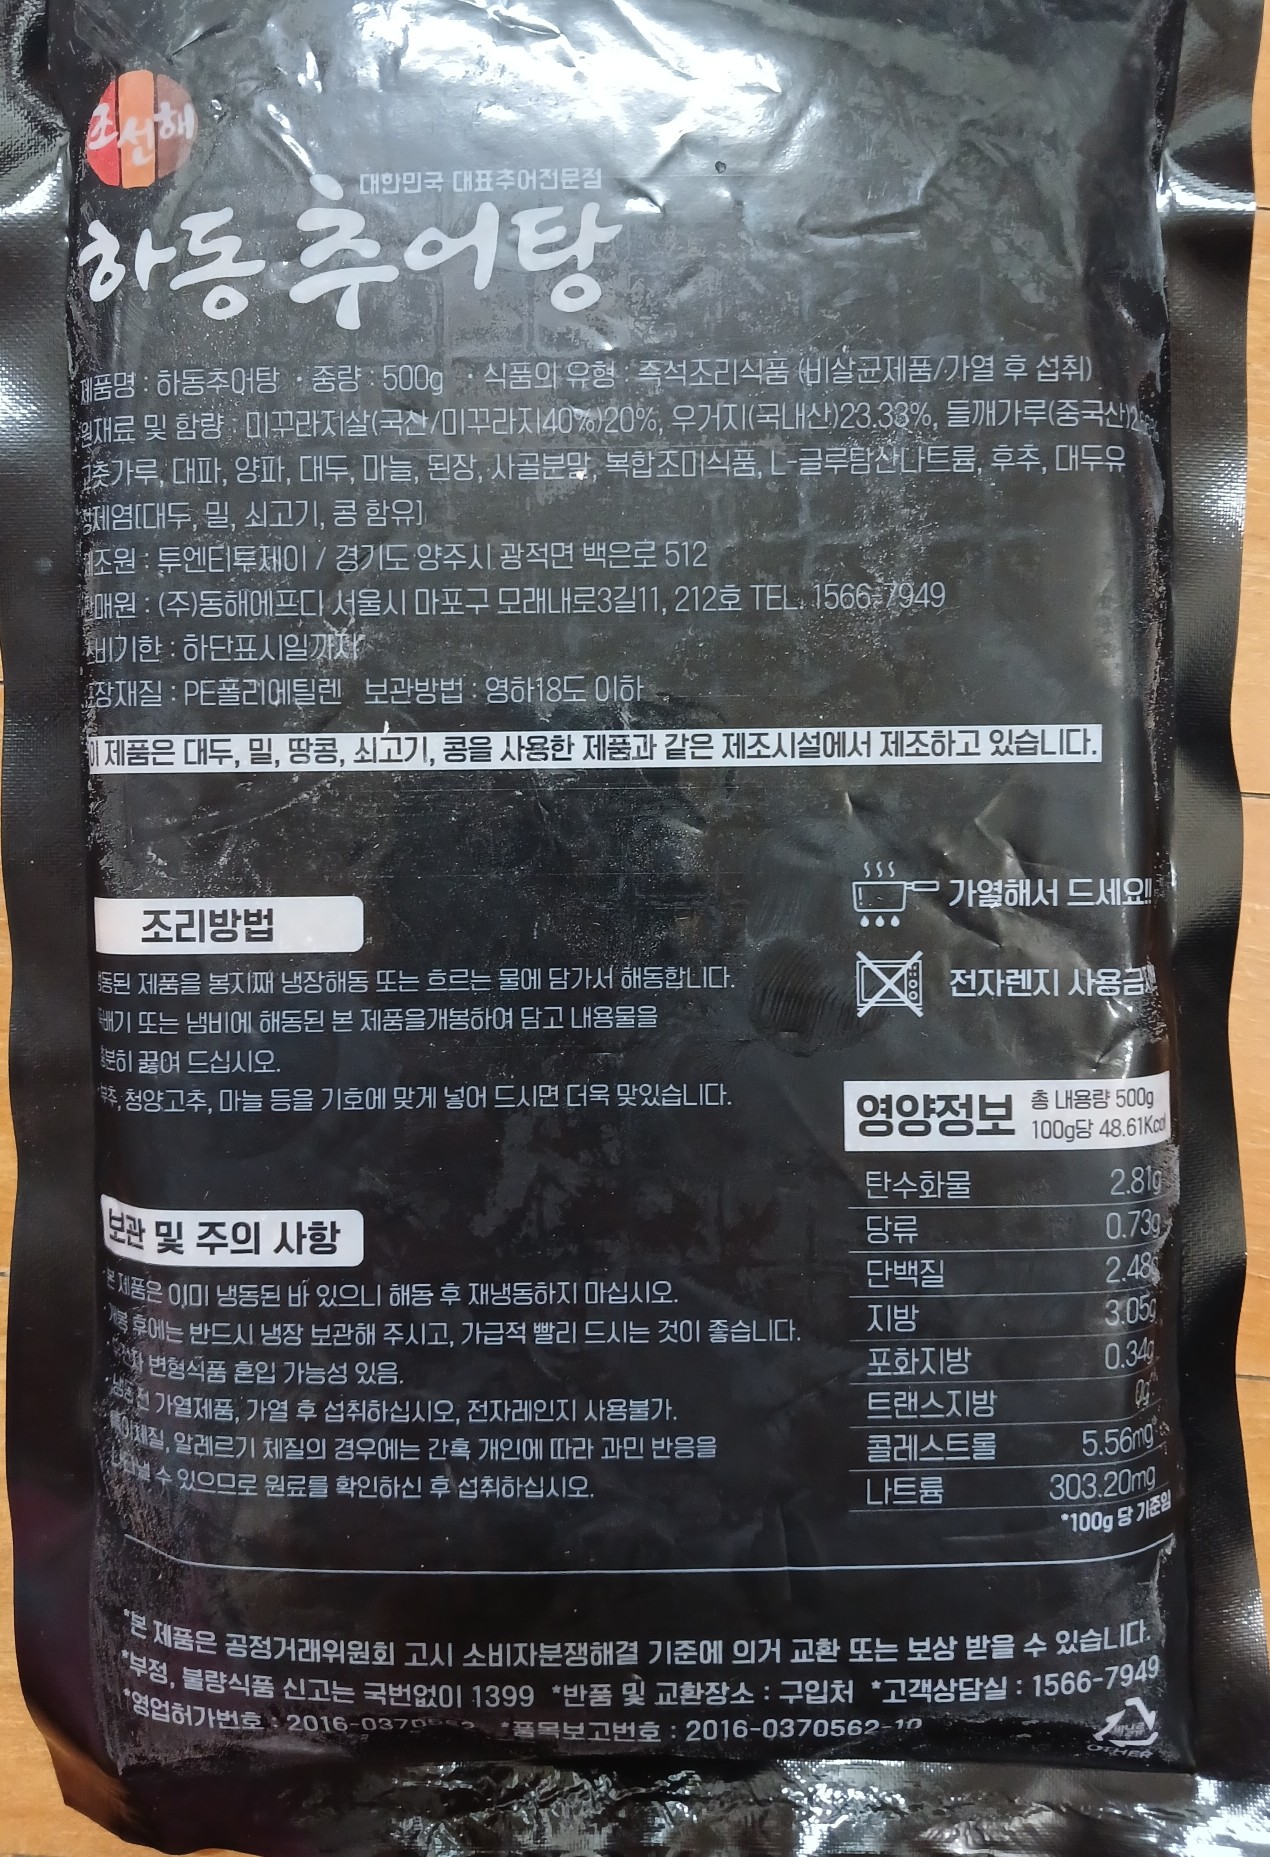 조선해
대한민국 대표추어전문점
하동추어탕
제품명 : 하동추어탕 · 중량 : 500g · 식품의 유형 : 즉석조리식품 (비살균제품/가열 후 섭취)
원재료 및 함량 : 미꾸라지살(국산/미꾸라지40%)20%, 우거지(국내산)23.33%, 들깨가루(중국산)
고춧가루, 대파, 양파, 대두, 마늘, 된장, 사골분말, 복합조미식품, L-글루탐산나트륨, 후추, 대두유
정제염[대두, 밀, 쇠고기, 콩 함유]
조원 : 투엔티투제이 / 경기도 양주시 광적면 백은로 512
매원 : (주)동해에프디 서울시 마포구 모래내로3길11, 212호 TEL. 1566-7949
비기한 : 하단표시일까지
장재질 : PE폴리에틸렌 보관방법 : 영하18도 이하
이 제품은 대두, 밀, 땅콩, 쇠고기, 콩을 사용한 제품과 같은 제조시설에서 제조하고 있습니다.
가열해서 드세요!!
전자렌지 사용금지
조리방법
동된 제품을 봉지째 냉장해동 또는 흐르는 물에 담가서 해동합니다.
배기 또는 냄비에 해동된 본 제품을개봉하여 담고 내용물을
분히 끓여 드십시오.
부추, 청양고추, 마늘 등을 기호에 맞게 넣어 드시면 더욱 맛있습니다.
영양정보 총 내용량 500g
100g당 48.61Kcal
탄수화물 2.81g
당류 0.73g
단백질 2.48g
지방 3.05g
포화지방 0.34g
트랜스지방 0g
콜레스트롤 5.56mg
나트륨 303.20mg
*100g 당 기준임
보관 및 주의 사항
본 제품은 이미 냉동된 바 있으니 해동 후 재냉동하지 마십시오.
개봉 후에는 반드시 냉장 보관해 주시고, 가급적 빨리 드시는 것이 좋습니다.
변형식품 혼입 가능성 있음.
냉동전 가열제품, 가열 후 섭취하십시오, 전자레인지 사용불가.
특이체질, 알레르기 체질의 경우에는 간혹 개인에 따라 과민 반응을
나타낼 수 있으므로 원료를 확인하신 후 섭취하십시오.
*본 제품은 공정거래위원회 고시 소비자분쟁해결 기준에 의거 교환 또는 보상 받을 수 있습니다.
*부정, 불량식품 신고는 국번없이 1399 *반품 및 교환장소 : 구입처 *고객상담실 : 1566-7949
*영업허가번호 : *품목보고번호 : 2016-0370562-10
비닐류
OTHER